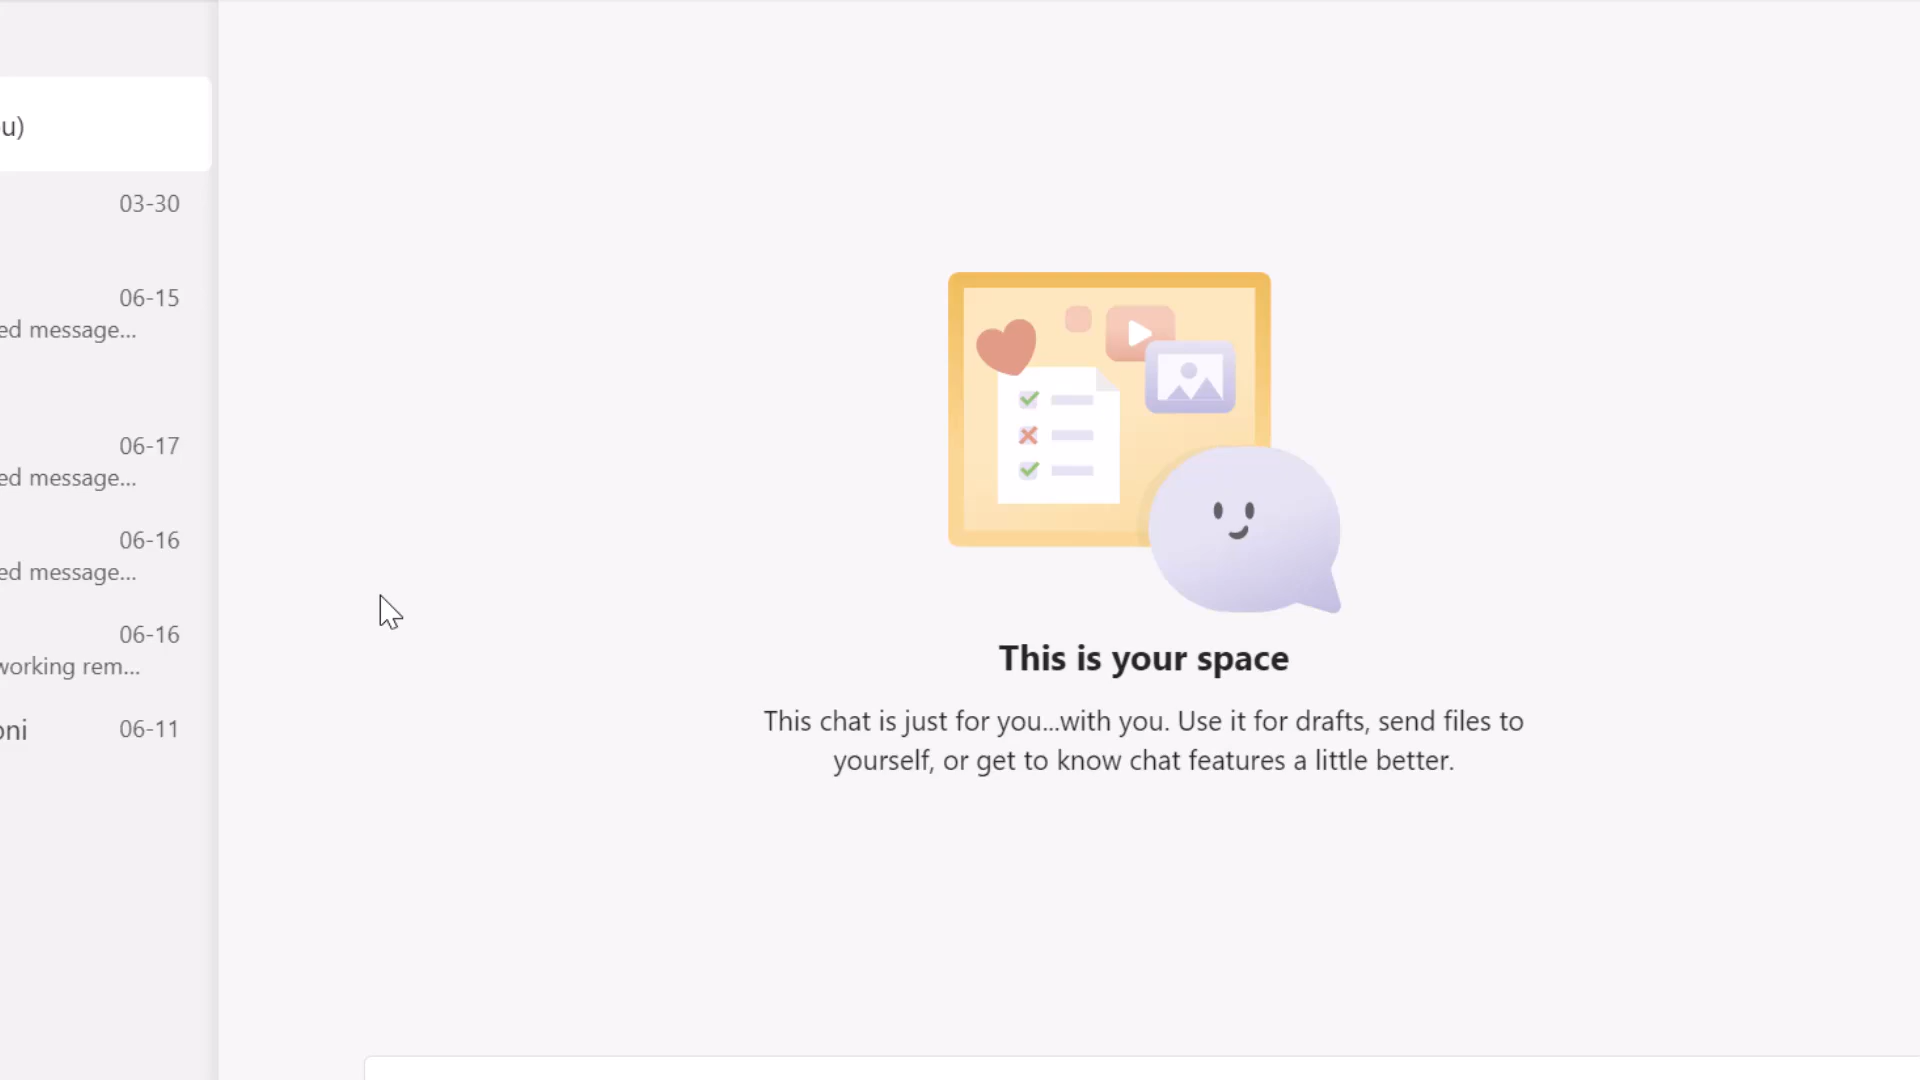 u)
03-30
06-15
ed message...
06-17
ed message...
06-16
ed message...
06-16
working rem...
oni
06-11
This is your space
This chat is just for you...with you. Use it for drafts, send files to
yourself, or get to know chat features a little better.